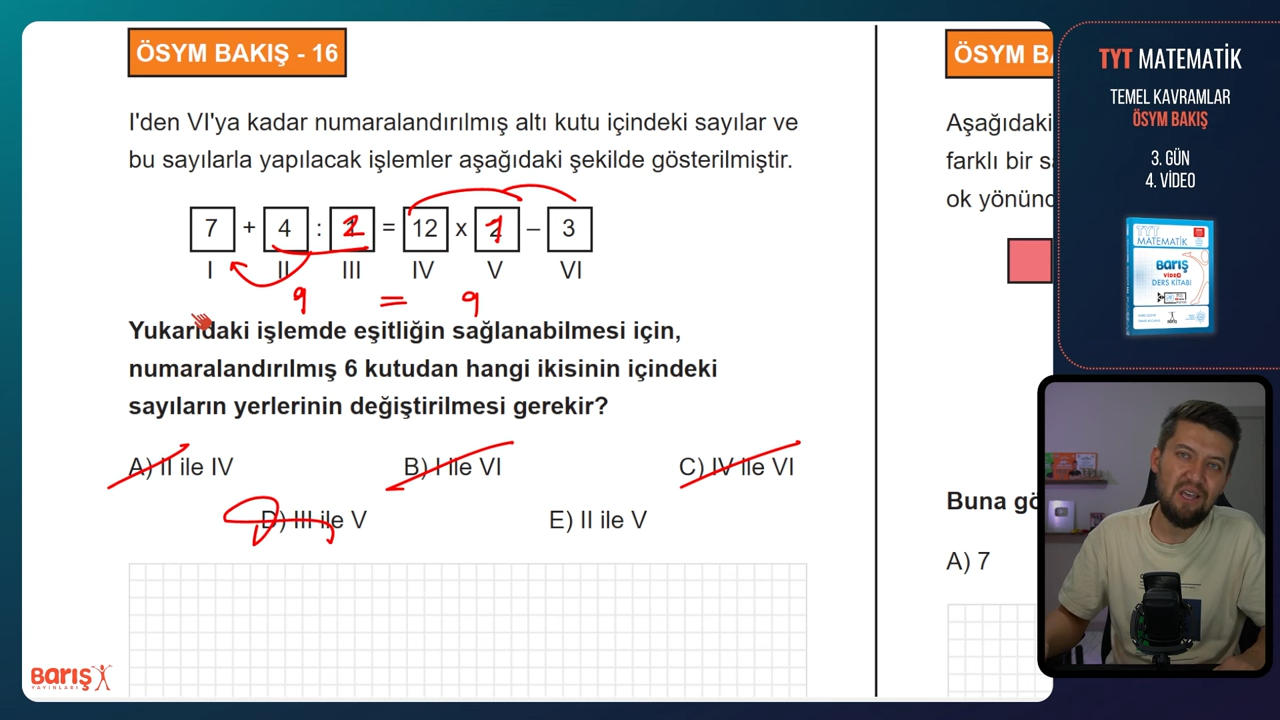 ÖSYM BAKIŞ - 16
I'den VI'ya kadar numaralandırılmış altı kutu içindeki sayılar ve
bu sayılarla yapılacak işlemler aşağıdaki şekilde gösterilmiştir.
7 + 4 : 2 = 12 x 1 – 3
I II III IV V VI
9 = 9
Yukarıdaki işlemde eşitliğin sağlanabilmesi için,
numaralandırılmış 6 kutudan hangi ikisinin içindeki
sayıların yerlerinin değiştirilmesi gerekir?
A) II ile IV B) I ile VI C) IV ile VI
D) III ile V E) II ile V
BARIŞ
YAYINLARI
ÖSYM BA
Aşağıdaki
farklı bir s
ok yönünd
Buna gö
A) 7
TYT MATEMATİK
TEMEL KAVRAMLAR
ÖSYM BAKIŞ
3. GÜN
4. VİDEO
TYT
MATEMATİK
BARIŞ
VİDEO
DERS KİTABI